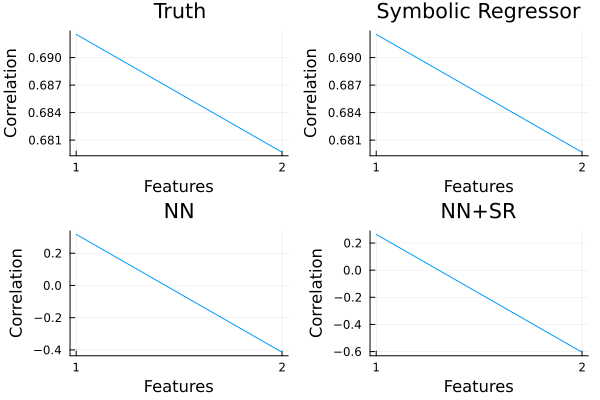 Truth
Correlation
0.690
0.687
0.684
0.681
1
2
Features
Symbolic Regressor
Correlation
0.690
0.687
0.684
0.681
1
2
Features
NN
Correlation
0.2
0.0
−0.2
−0.4
1
2
Features
NN+SR
Correlation
0.2
0.0
−0.2
−0.4
−0.6
1
2
Features